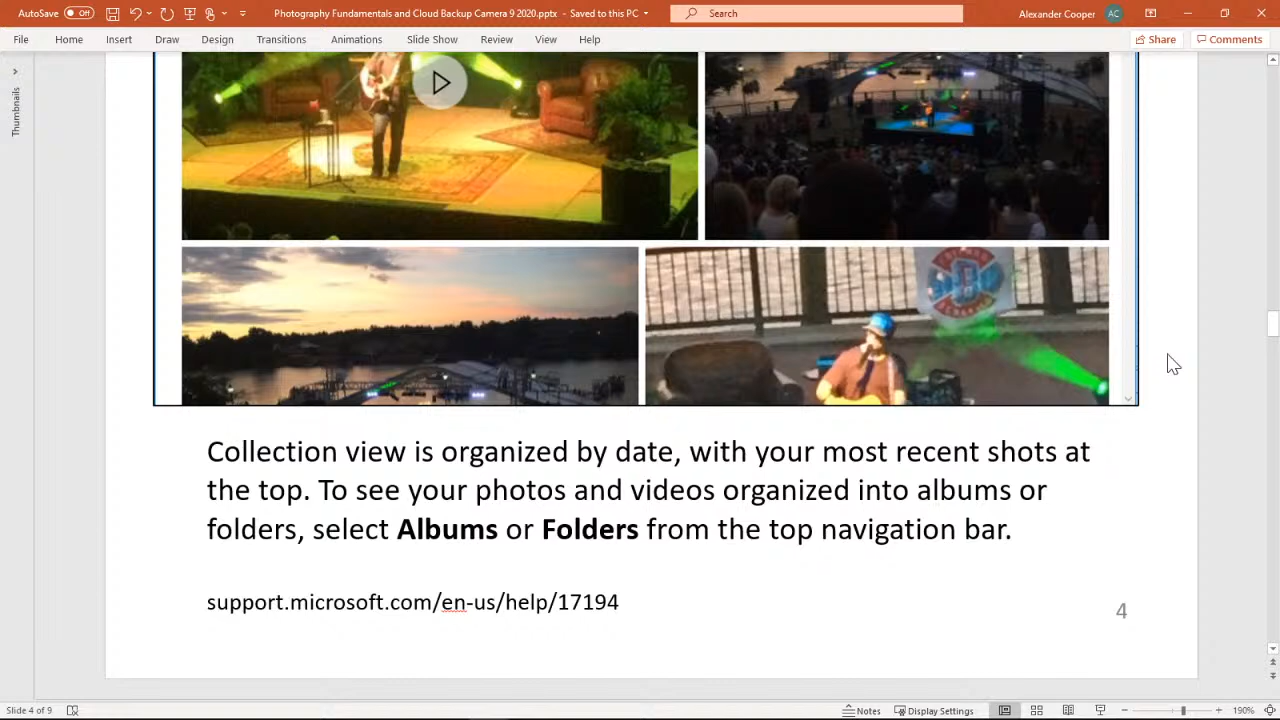 AutoSave Off Photography Fundamentals and Cloud Backup Camera 9 2020.pptx - Saved to this PC Search Alexander Cooper AC
File Home Insert Draw Design Transitions Animations Slide Show Review View Help Share Comments
Thumbnails
Collection view is organized by date, with your most recent shots at
the top. To see your photos and videos organized into albums or
folders, select Albums or Folders from the top navigation bar.
support.microsoft.com/en-us/help/17194
4
Slide 4 of 9 Notes Display Settings 190%